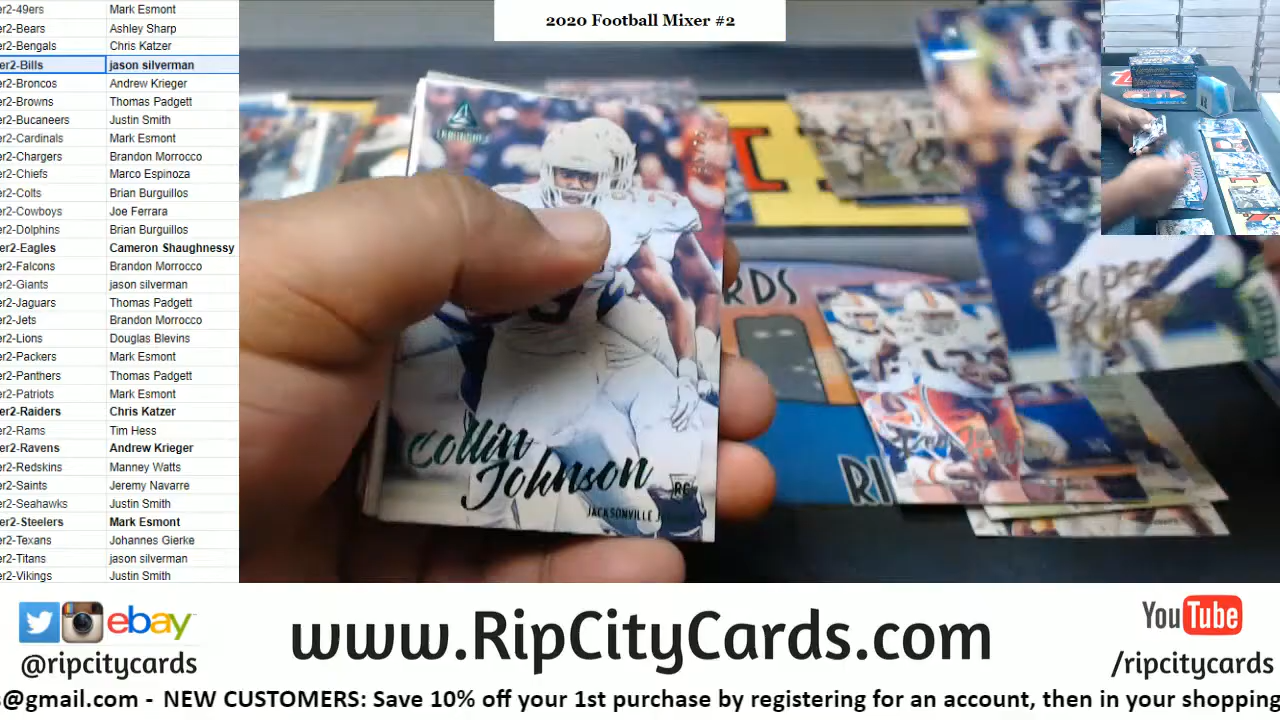 er2-49ers Mark Esmont
er2-Bears Ashley Sharp
er2-Bengals Chris Katzer
er2-Bills jason silverman
er2-Broncos Andrew Krieger
er2-Browns Thomas Padgett
er2-Bucaneers Justin Smith
er2-Cardinals Mark Esmont
er2-Chargers Brandon Morrocco
er2-Chiefs Marco Espinoza
er2-Colts Brian Burguillos
er2-Cowboys Joe Ferrara
er2-Dolphins Brian Burguillos
er2-Eagles Cameron Shaughnessy
er2-Falcons Brandon Morrocco
er2-Giants jason silverman
er2-Jaguars Thomas Padgett
er2-Jets Brandon Morrocco
er2-Lions Douglas Blevins
er2-Packers Mark Esmont
er2-Panthers Thomas Padgett
er2-Patriots Mark Esmont
er2-Raiders Chris Katzer
er2-Rams Tim Hess
er2-Ravens Andrew Krieger
er2-Redskins Manney Watts
er2-Saints Jeremy Navarre
er2-Seahawks Justin Smith
er2-Steelers Mark Esmont
er2-Texans Johannes Gierke
er2-Titans jason silverman
er2-Vikings Justin Smith
2020 Football Mixer #2
LUMINANCE
Collin
Johnson
RC
JACKSONVILLE J
RDS
RI
Cooper
Kupp
ebay
@ripcitycards
www.RipCityCards.com
YouTube
/ripcitycards
s@gmail.com - NEW CUSTOMERS: Save 10% off your 1st purchase by registering for an account, then in your shopping